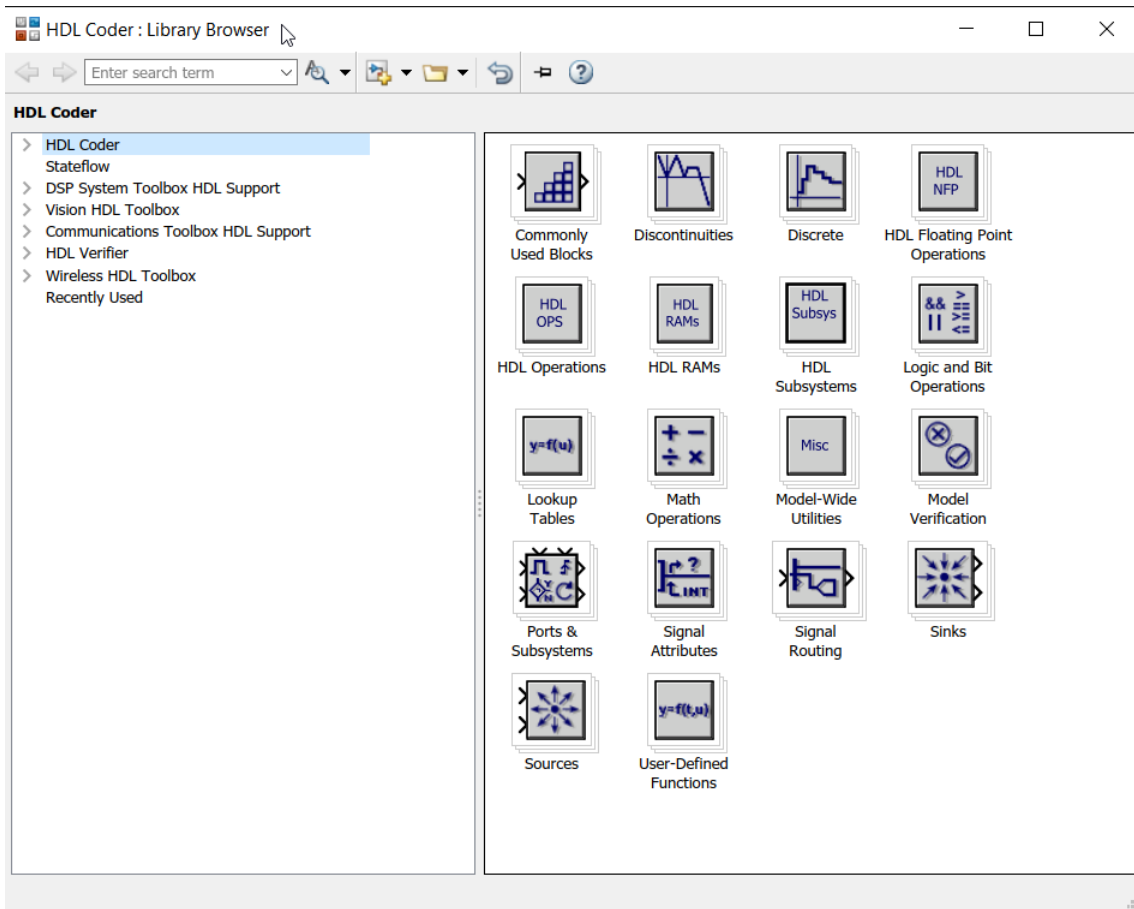 HDL Coder : Library Browser
Enter search term
HDL Coder
HDL Coder
Stateflow
DSP System Toolbox HDL Support
Vision HDL Toolbox
Communications Toolbox HDL Support
HDL Verifier
Wireless HDL Toolbox
Recently Used
HDL
NFP
Commonly
Used Blocks
Discontinuities
Discrete
HDL Floating Point
Operations
HDL
OPS
HDL
RAMs
HDL
Subsys
&& >
==
|| >=
<=
HDL Operations
HDL RAMs
HDL
Subsystems
Logic and Bit
Operations
y=f(u)
+ −
÷ ×
Misc
Lookup
Tables
Math
Operations
Model-Wide
Utilities
Model
Verification
Y
N
?
INT
Ports &
Subsystems
Signal
Attributes
Signal
Routing
Sinks
y=f(t,u)
Sources
User-Defined
Functions